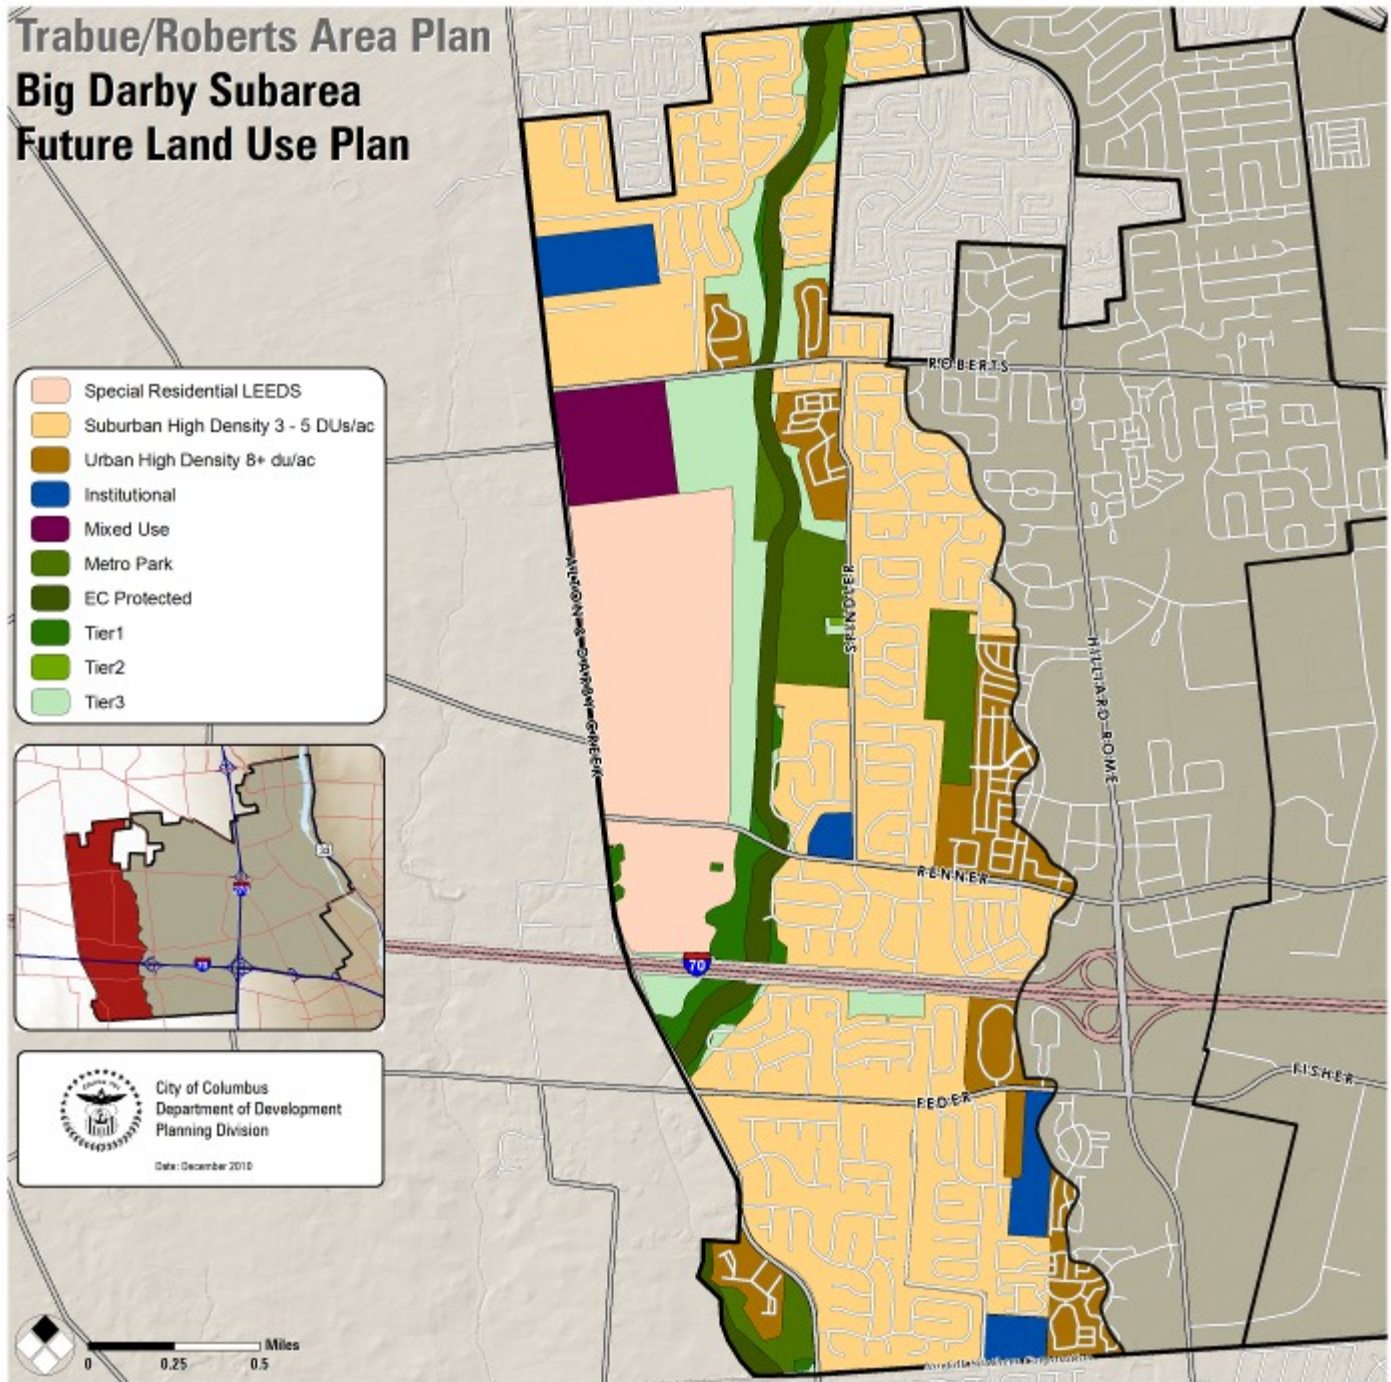 Trabue/Roberts Area Plan
Big Darby Subarea
Future Land Use Plan
Special Residential LEEDS
Suburban High Density 3 - 5 DUs/ac
Urban High Density 8+ du/ac
Institutional
Mixed Use
Metro Park
EC Protected
Tier1
Tier2
Tier3
ROBERTS
SPINDLER
HILLIARD-ROME
RENNER
70
FISHER
FEDER
33
270
70
City of Columbus
Department of Development
Planning Division
Date: December 2010
Miles
0 0.25 0.5